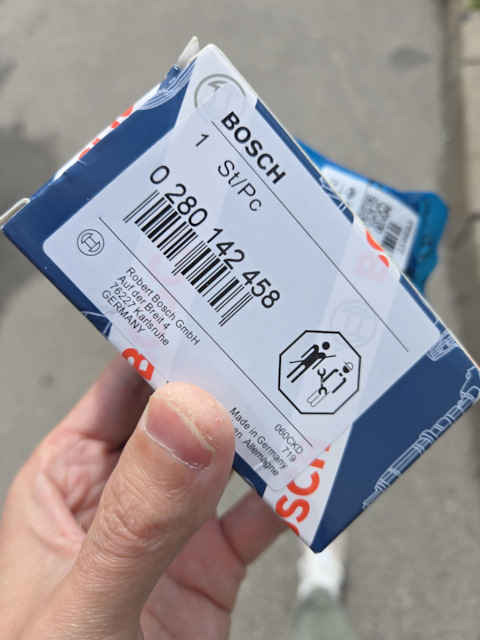 BOSCH
1 St/Pc
0 280 142 458
Robert Bosch GmbH
Auf der Breit 4
76227 Karlsruhe
GERMANY
060CKD
719
Made in Germany
Allemagne